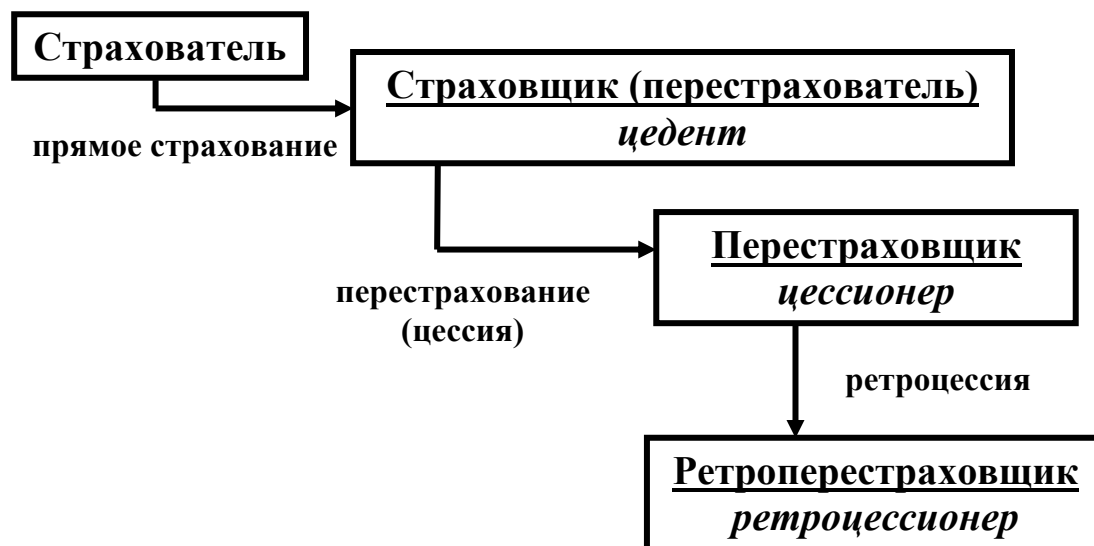 Страхователь
Страховщик (перестрахователь)
цедент
прямое страхование
Перестраховщик
цессионер
перестрахование
(цессия)
ретроцессия
Ретроперестраховщик
ретроцессионер